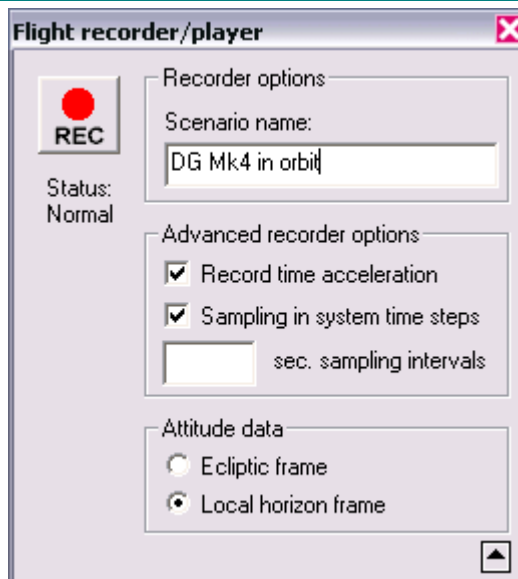 Flight recorder/player
REC
Status:
Normal
Recorder options
Scenario name:
DG Mk4 in orbit
Advanced recorder options
Record time acceleration
Sampling in system time steps
sec. sampling intervals
Attitude data
Ecliptic frame
Local horizon frame